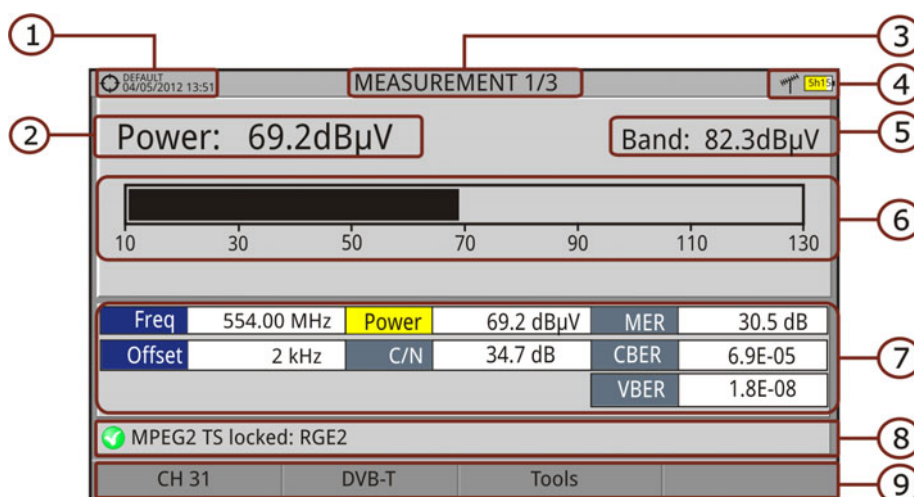 1
3
DEFAULT
04/05/2012 13:51
MEASUREMENT 1/3
5h15
4
2
Power: 69.2dBµV
Band: 82.3dBµV
5
6
10 30 50 70 90 110 130
Freq 554.00 MHz Power 69.2 dBµV MER 30.5 dB
Offset 2 kHz C/N 34.7 dB CBER 6.9E-05
VBER 1.8E-08
7
MPEG2 TS locked: RGE2
8
CH 31 DVB-T Tools
9